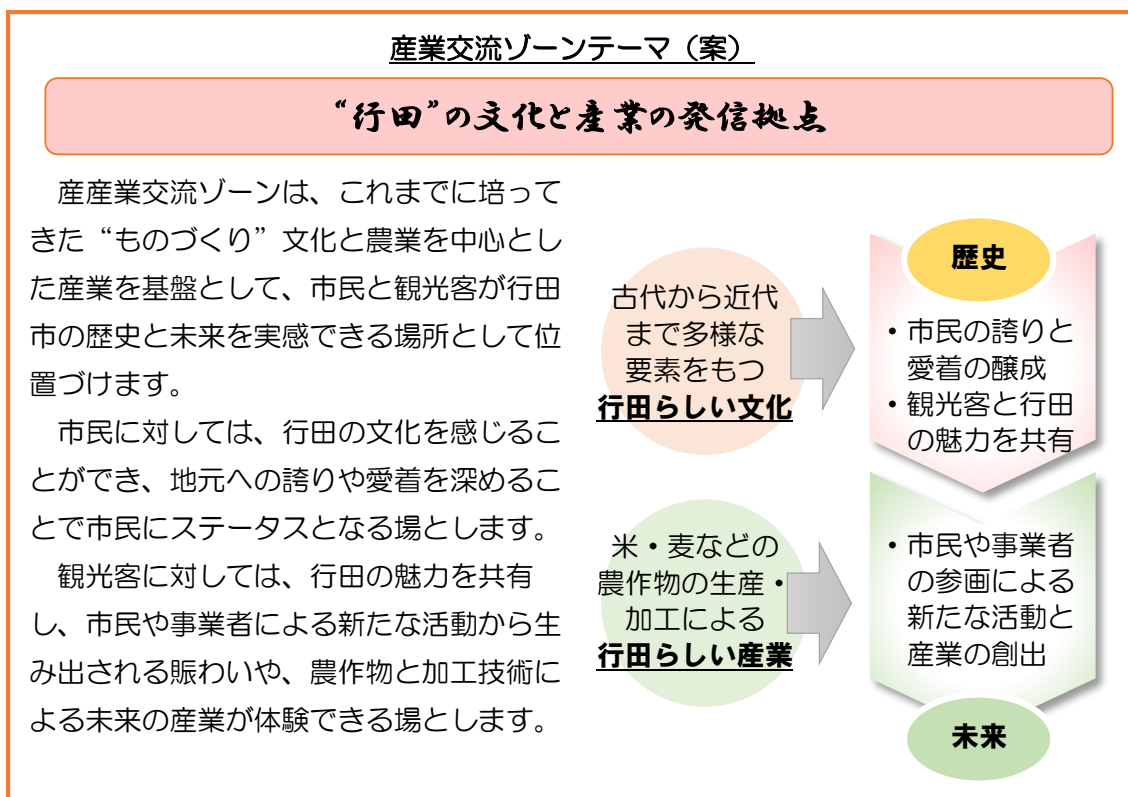 産業交流ゾーンテーマ（案）
“行田”の文化と産業の発信拠点
産産業交流ゾーンは、これまでに培って
きた“ものづくり”文化と農業を中心とし
た産業を基盤として、市民と観光客が行田
市の歴史と未来を実感できる場所として位
置づけます。
市民に対しては、行田の文化を感じるこ
とができ、地元への誇りや愛着を深めるこ
とで市民にステータスとなる場とします。
観光客に対しては、行田の魅力を共有
し、市民や事業者による新たな活動から生
み出される賑わいや、農作物と加工技術に
よる未来の産業が体験できる場とします。
古代から近代
まで多様な
要素をもつ
行田らしい文化
歴史
・市民の誇りと
愛着の醸成
・観光客と行田
の魅力を共有
米・麦などの
農作物の生産・
加工による
行田らしい産業
・市民や事業者
の参画による
新たな活動と
産業の創出
未来